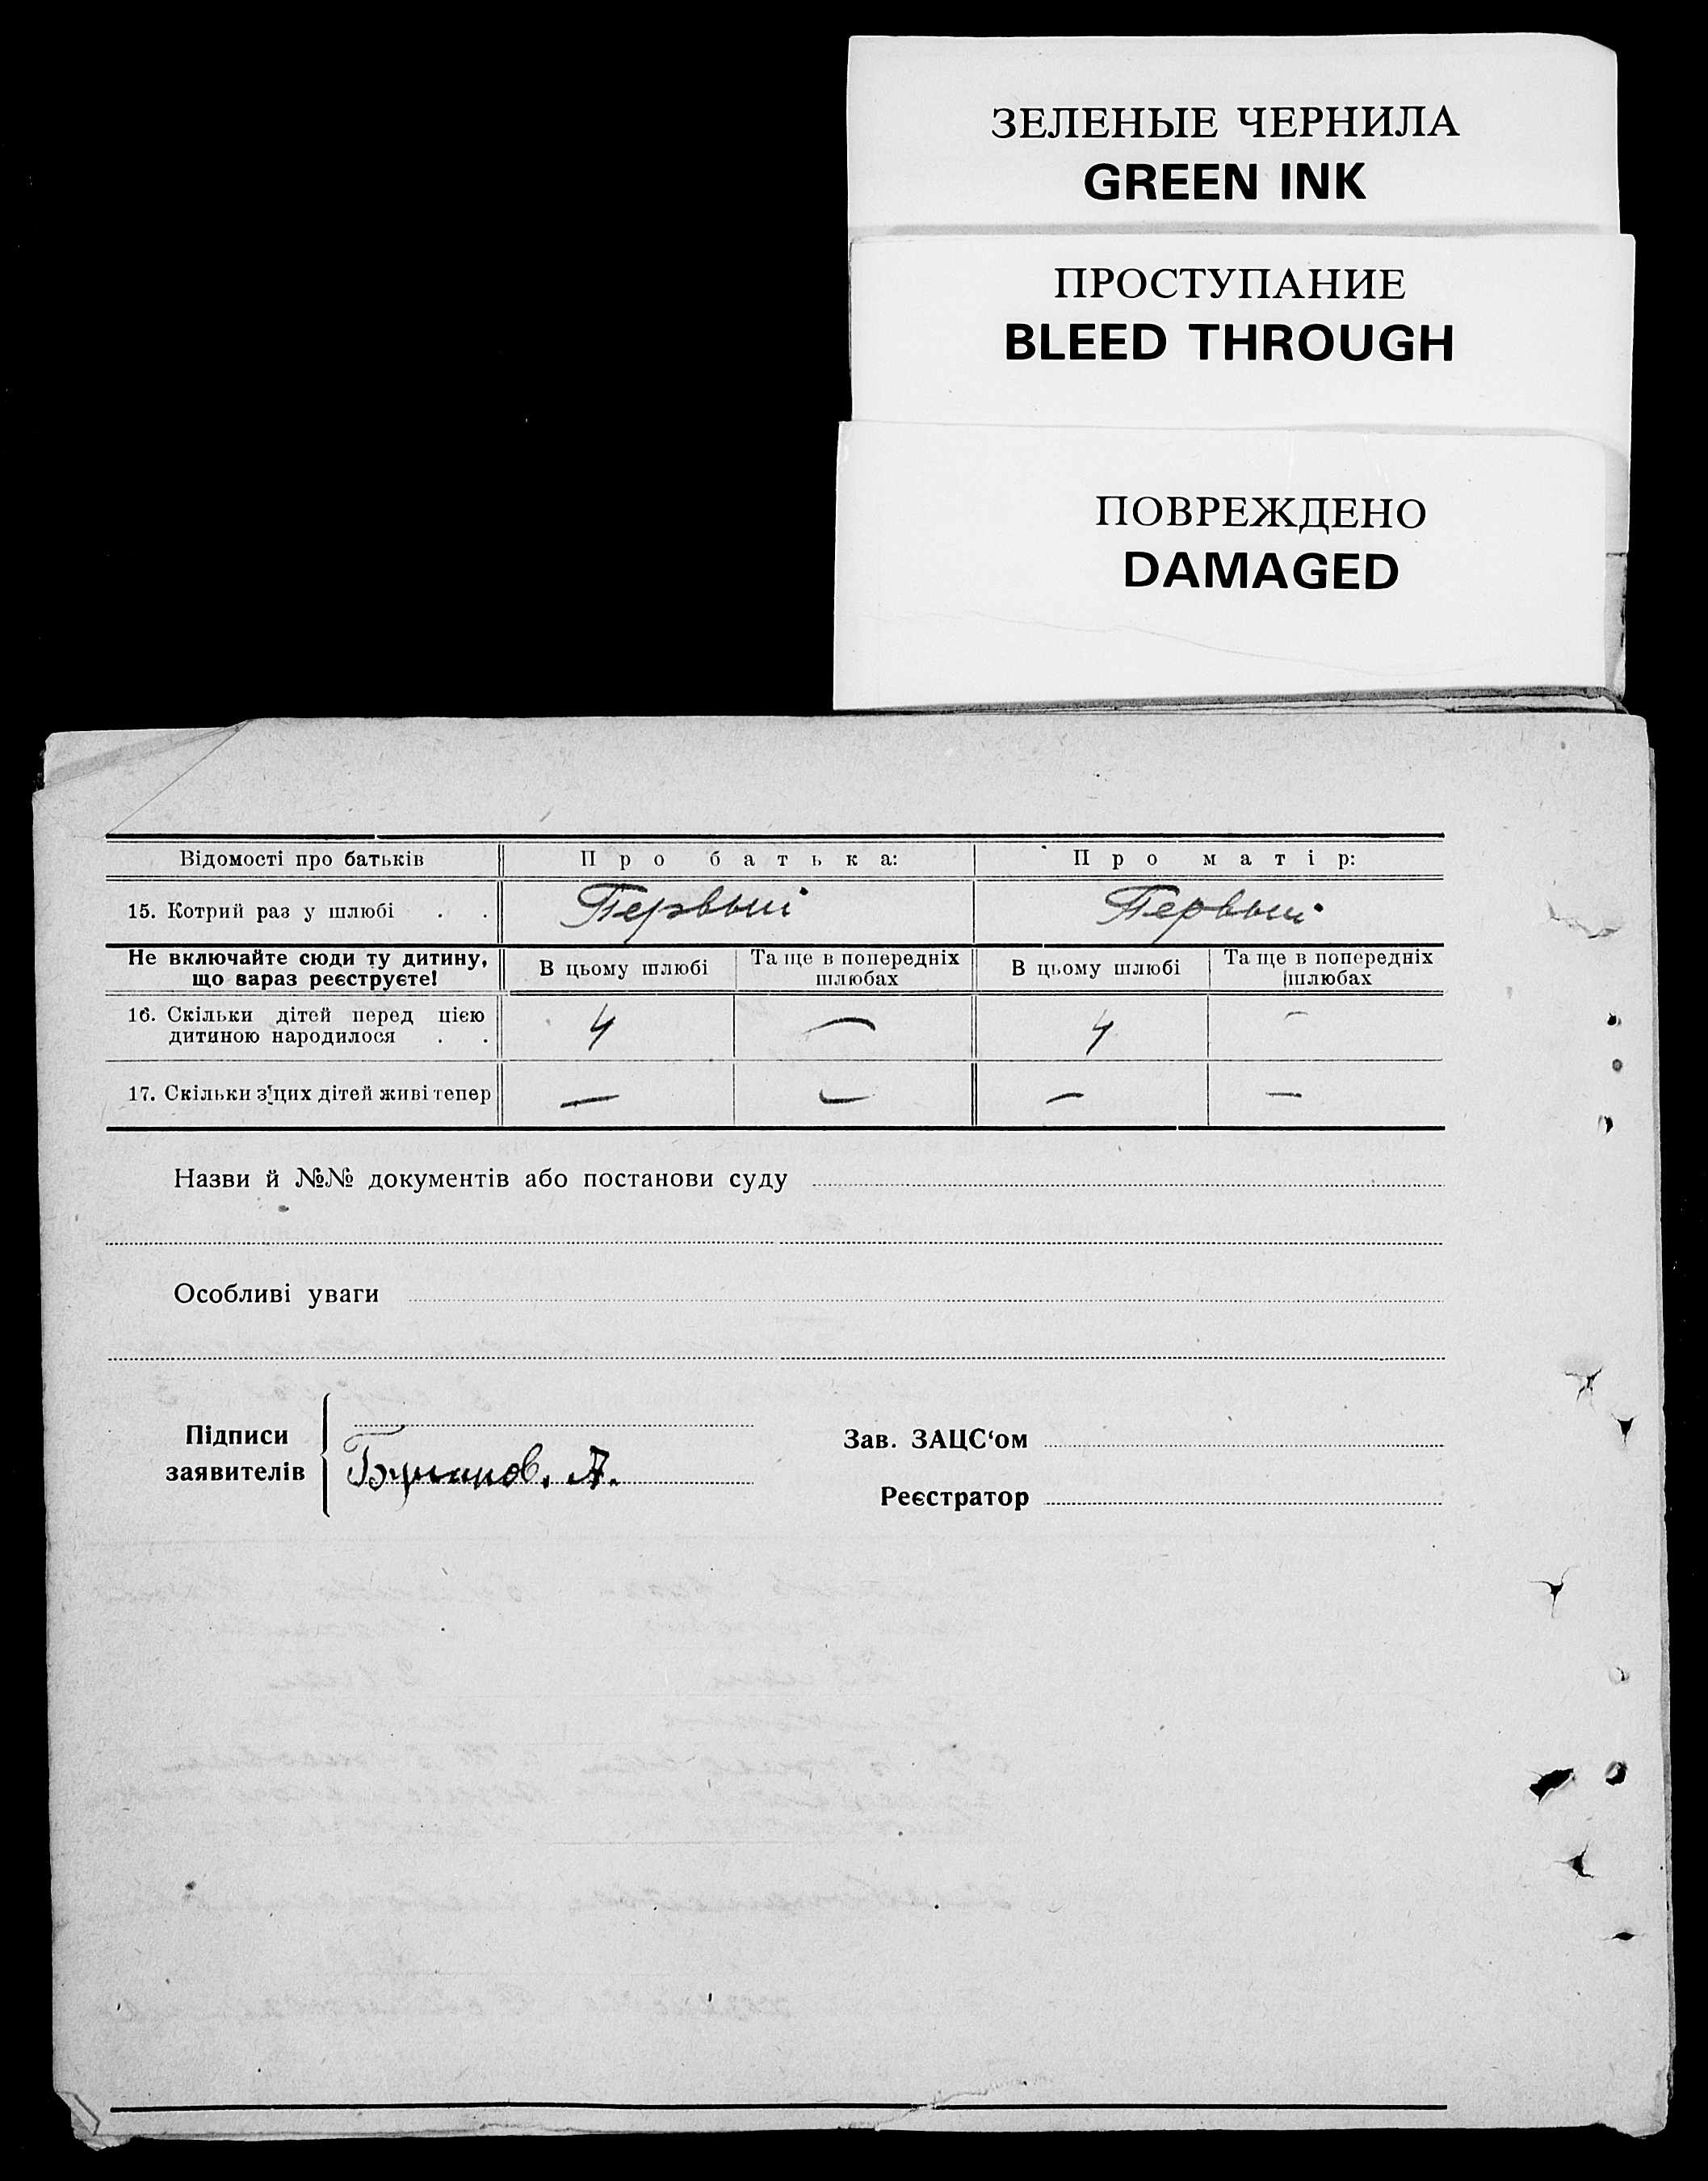 ЗЕЛЕНЫЕ ЧЕРНИЛА
GREEN INK
ПРОСТУПАНИЕ
BLEED THROUGH
ПОВРЕЖДЕНО
DAMAGED
Відомості про батьків Про батька: Про матір:
15. Котрий раз у шлюбі . . Первый Первый
Не включайте сюди ту дитину, що вараз реєструєте! В цьому шлюбі Та ще в попередніх шлюбах В цьому шлюбі Та ще в попередніх шлюбах
16. Скільки дітей перед цією
дитиною народилося . . 4 — 4 —
17. Скільки з цих дітей живі тепер — — — —
Назви й №№ документів або постанови суду
Особливі уваги
Підписи
заявителів
А.
Зав. ЗАЦС‘ом
Реєстратор